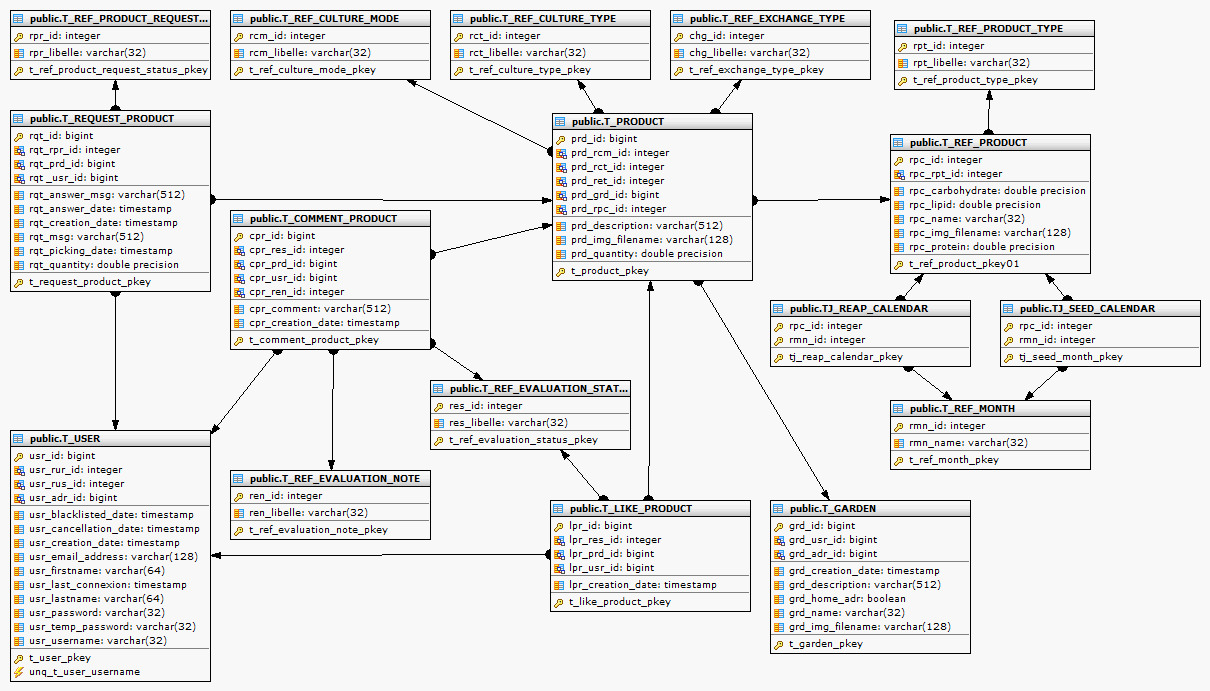 public.T_REF_PRODUCT_REQUEST...
rpr_id: integer
rpr_libelle: varchar(32)
t_ref_product_request_status_pkey
public.T_REF_CULTURE_MODE
rcm_id: integer
rcm_libelle: varchar(32)
t_ref_culture_mode_pkey
public.T_REF_CULTURE_TYPE
rct_id: integer
rct_libelle: varchar(32)
t_ref_culture_type_pkey
public.T_REF_EXCHANGE_TYPE
chg_id: integer
chg_libelle: varchar(32)
t_ref_exchange_type_pkey
public.T_REF_PRODUCT_TYPE
rpt_id: integer
rpt_libelle: varchar(32)
t_ref_product_type_pkey
public.T_REQUEST_PRODUCT
rqt_id: bigint
rqt_rpr_id: integer
rqt_prd_id: bigint
rqt _usr_id: bigint
rqt_answer_msg: varchar(512)
rqt_answer_date: timestamp
rqt_creation_date: timestamp
rqt_msg: varchar(512)
rqt_picking_date: timestamp
rqt_quantity: double precision
t_request_product_pkey
public.T_PRODUCT
prd_id: bigint
prd_rcm_id: integer
prd_rct_id: integer
prd_ret_id: integer
prd_grd_id: bigint
prd_rpc_id: integer
prd_description: varchar(512)
prd_img_filename: varchar(128)
prd_quantity: double precision
t_product_pkey
public.T_REF_PRODUCT
rpc_id: integer
rpc_rpt_id: integer
rpc_carbohydrate: double precision
rpc_lipid: double precision
rpc_name: varchar(32)
rpc_img_filename: varchar(128)
rpc_protein: double precision
t_ref_product_pkey01
public.T_COMMENT_PRODUCT
cpr_id: bigint
cpr_res_id: integer
cpr_prd_id: bigint
cpr_usr_id: bigint
cpr_ren_id: integer
cpr_comment: varchar(512)
cpr_creation_date: timestamp
t_comment_product_pkey
public.TJ_REAP_CALENDAR
rpc_id: integer
rmn_id: integer
tj_reap_calendar_pkey
public.TJ_SEED_CALENDAR
rpc_id: integer
rmn_id: integer
tj_seed_month_pkey
public.T_REF_EVALUATION_STAT...
res_id: integer
res_libelle: varchar(32)
t_ref_evaluation_status_pkey
public.T_REF_MONTH
rmn_id: integer
rmn_name: varchar(32)
t_ref_month_pkey
public.T_USER
usr_id: bigint
usr_rur_id: integer
usr_rus_id: integer
usr_adr_id: bigint
usr_blacklisted_date: timestamp
usr_cancellation_date: timestamp
usr_creation_date: timestamp
usr_email_address: varchar(128)
usr_firstname: varchar(64)
usr_last_connexion: timestamp
usr_lastname: varchar(64)
usr_password: varchar(32)
usr_temp_password: varchar(32)
usr_username: varchar(32)
t_user_pkey
unq_t_user_username
public.T_REF_EVALUATION_NOTE
ren_id: integer
ren_libelle: varchar(32)
t_ref_evaluation_note_pkey
public.T_LIKE_PRODUCT
lpr_id: bigint
lpr_res_id: integer
lpr_prd_id: bigint
lpr_usr_id: bigint
lpr_creation_date: timestamp
t_like_product_pkey
public.T_GARDEN
grd_id: bigint
grd_usr_id: bigint
grd_adr_id: bigint
grd_creation_date: timestamp
grd_description: varchar(512)
grd_home_adr: boolean
grd_name: varchar(32)
grd_img_filename: varchar(128)
t_garden_pkey